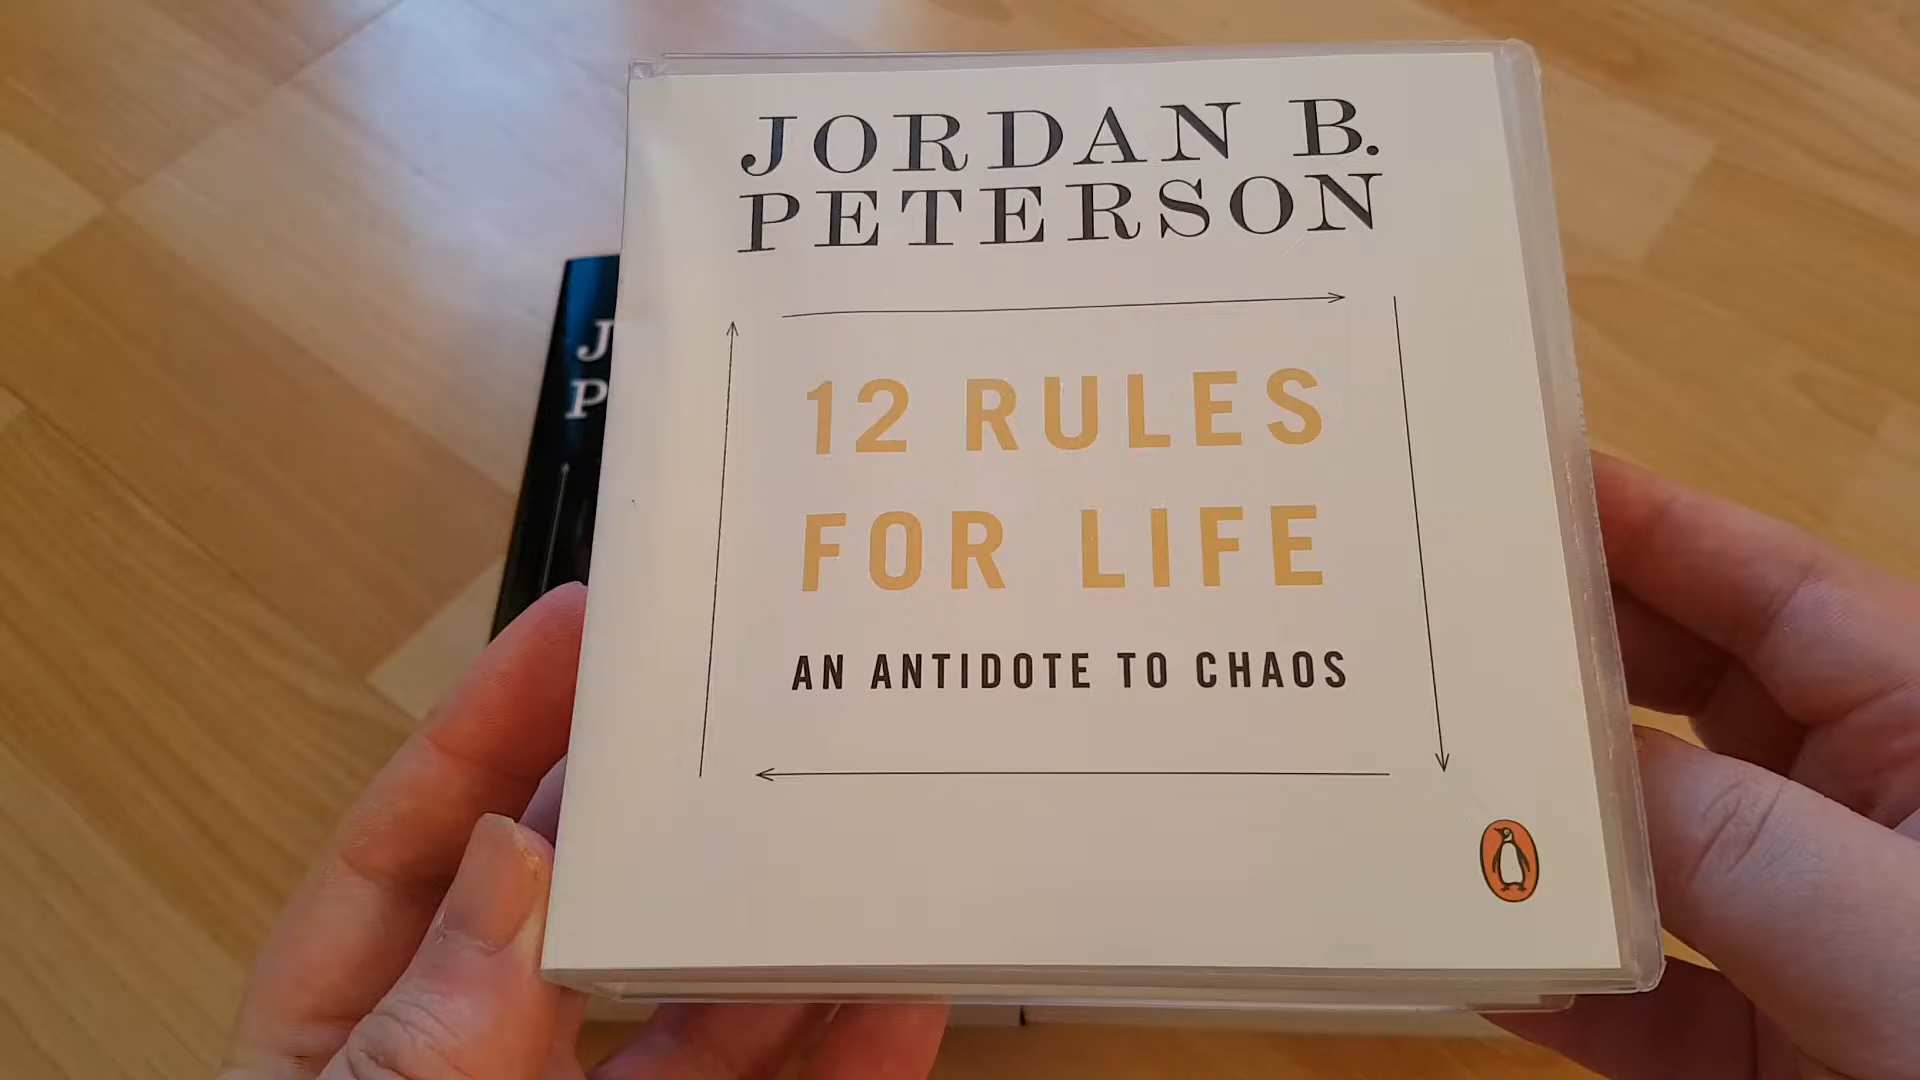 JORDAN B.
PETERSON
12 RULES
FOR LIFE
AN ANTIDOTE TO CHAOS
J
P